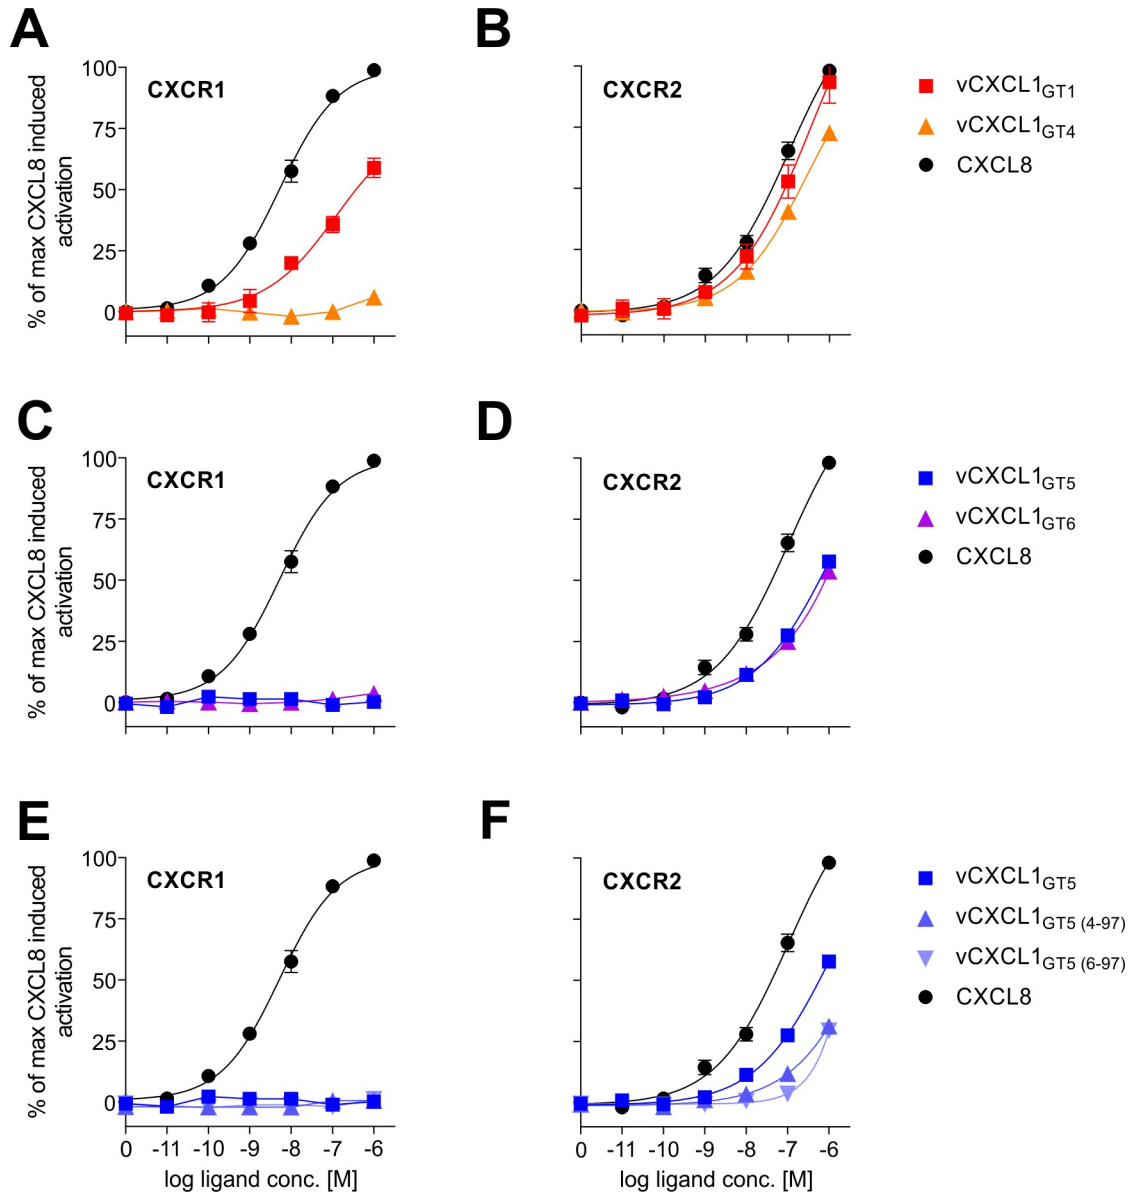 A
B
CXCR1
CXCR2
% of max CXCL8 induced
activation
100
75
50
25
0
vCXCL1GT1
vCXCL1GT4
CXCL8
C
D
CXCR1
CXCR2
% of max CXCL8 induced
activation
100
75
50
25
0
vCXCL1GT5
vCXCL1GT6
CXCL8
E
F
CXCR1
CXCR2
% of max CXCL8 induced
activation
100
75
50
25
0
vCXCL1GT5
vCXCL1GT5 (4-97)
vCXCL1GT5 (6-97)
CXCL8
0 -11 -10 -9 -8 -7 -6
log ligand conc. [M]
0 -11 -10 -9 -8 -7 -6
log ligand conc. [M]